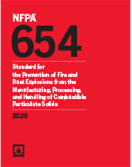 NFPA®
654
Standard for
the Prevention of Fire and
Dust Explosions from the
Manufacturing, Processing,
and Handling of Combustible
Particulate Solids
2020